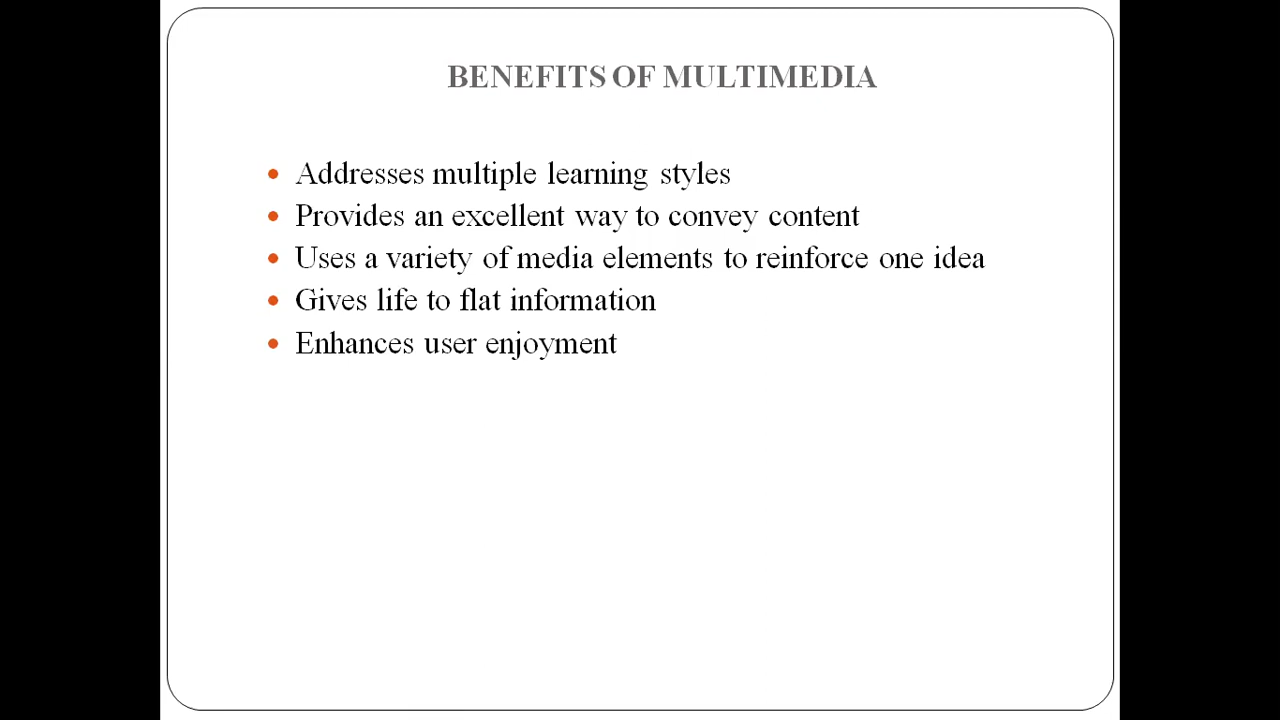 BENEFITS OF MULTIMEDIA
• Addresses multiple learning styles
• Provides an excellent way to convey content
• Uses a variety of media elements to reinforce one idea
• Gives life to flat information
• Enhances user enjoyment